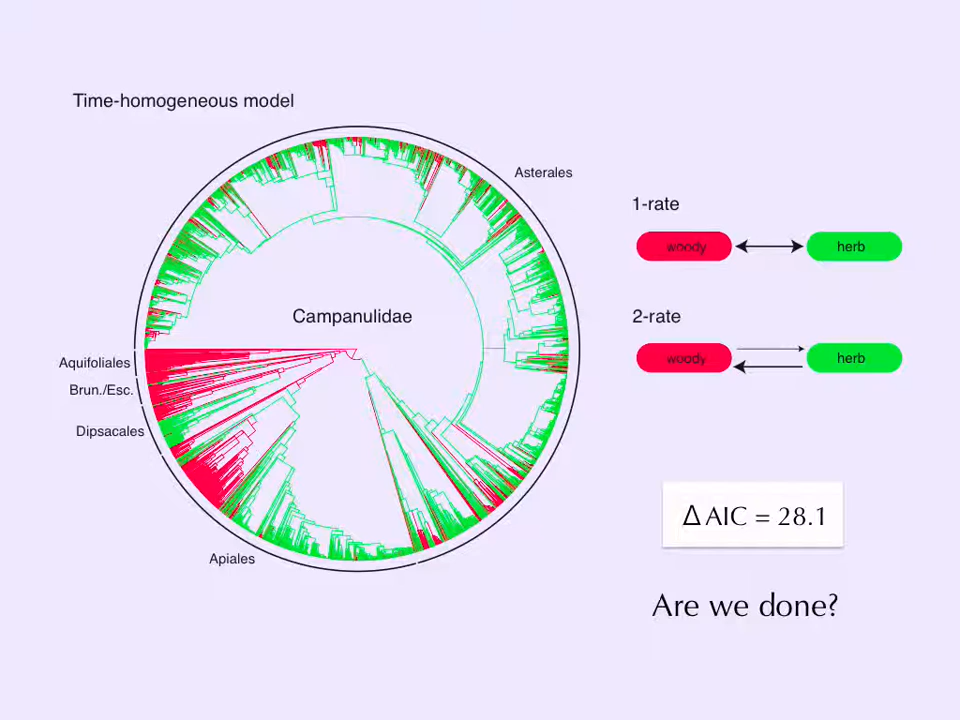 Time-homogeneous model
Asterales
1-rate
woody
herb
Campanulidae
2-rate
woody
herb
Aquifoliales
Brun./Esc.
Dipsacales
Apiales
Δ AIC = 28.1
Are we done?